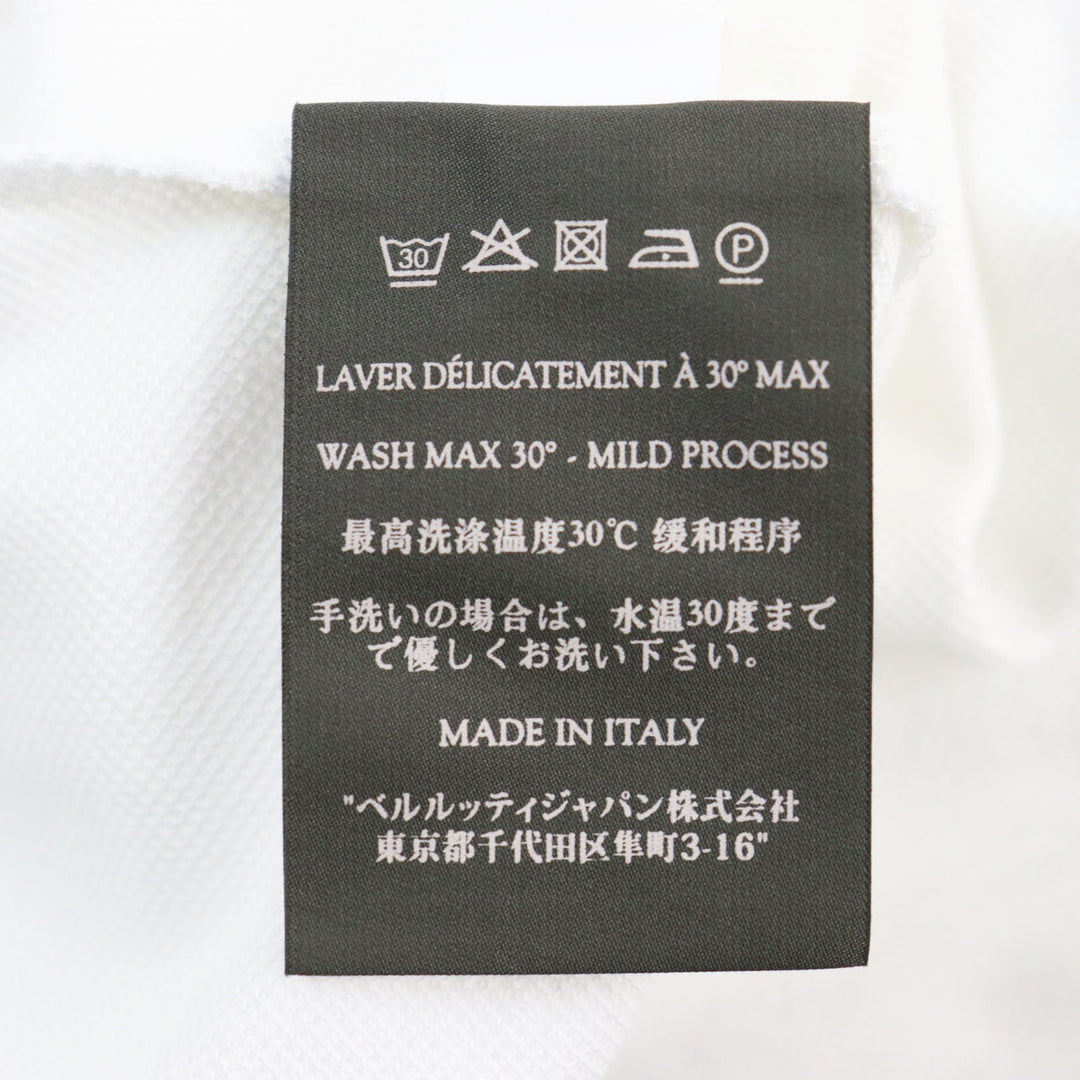 30 P
LAVER DÉLICATEMENT À 30° MAX
WASH MAX 30° - MILD PROCESS
最高洗涤温度30℃ 缓和程序
手洗いの場合は、水温30度まで
で優しくお洗い下さい。
MADE IN ITALY
"ベルルッティジャパン株式会社
東京都千代田区隼町3-16"